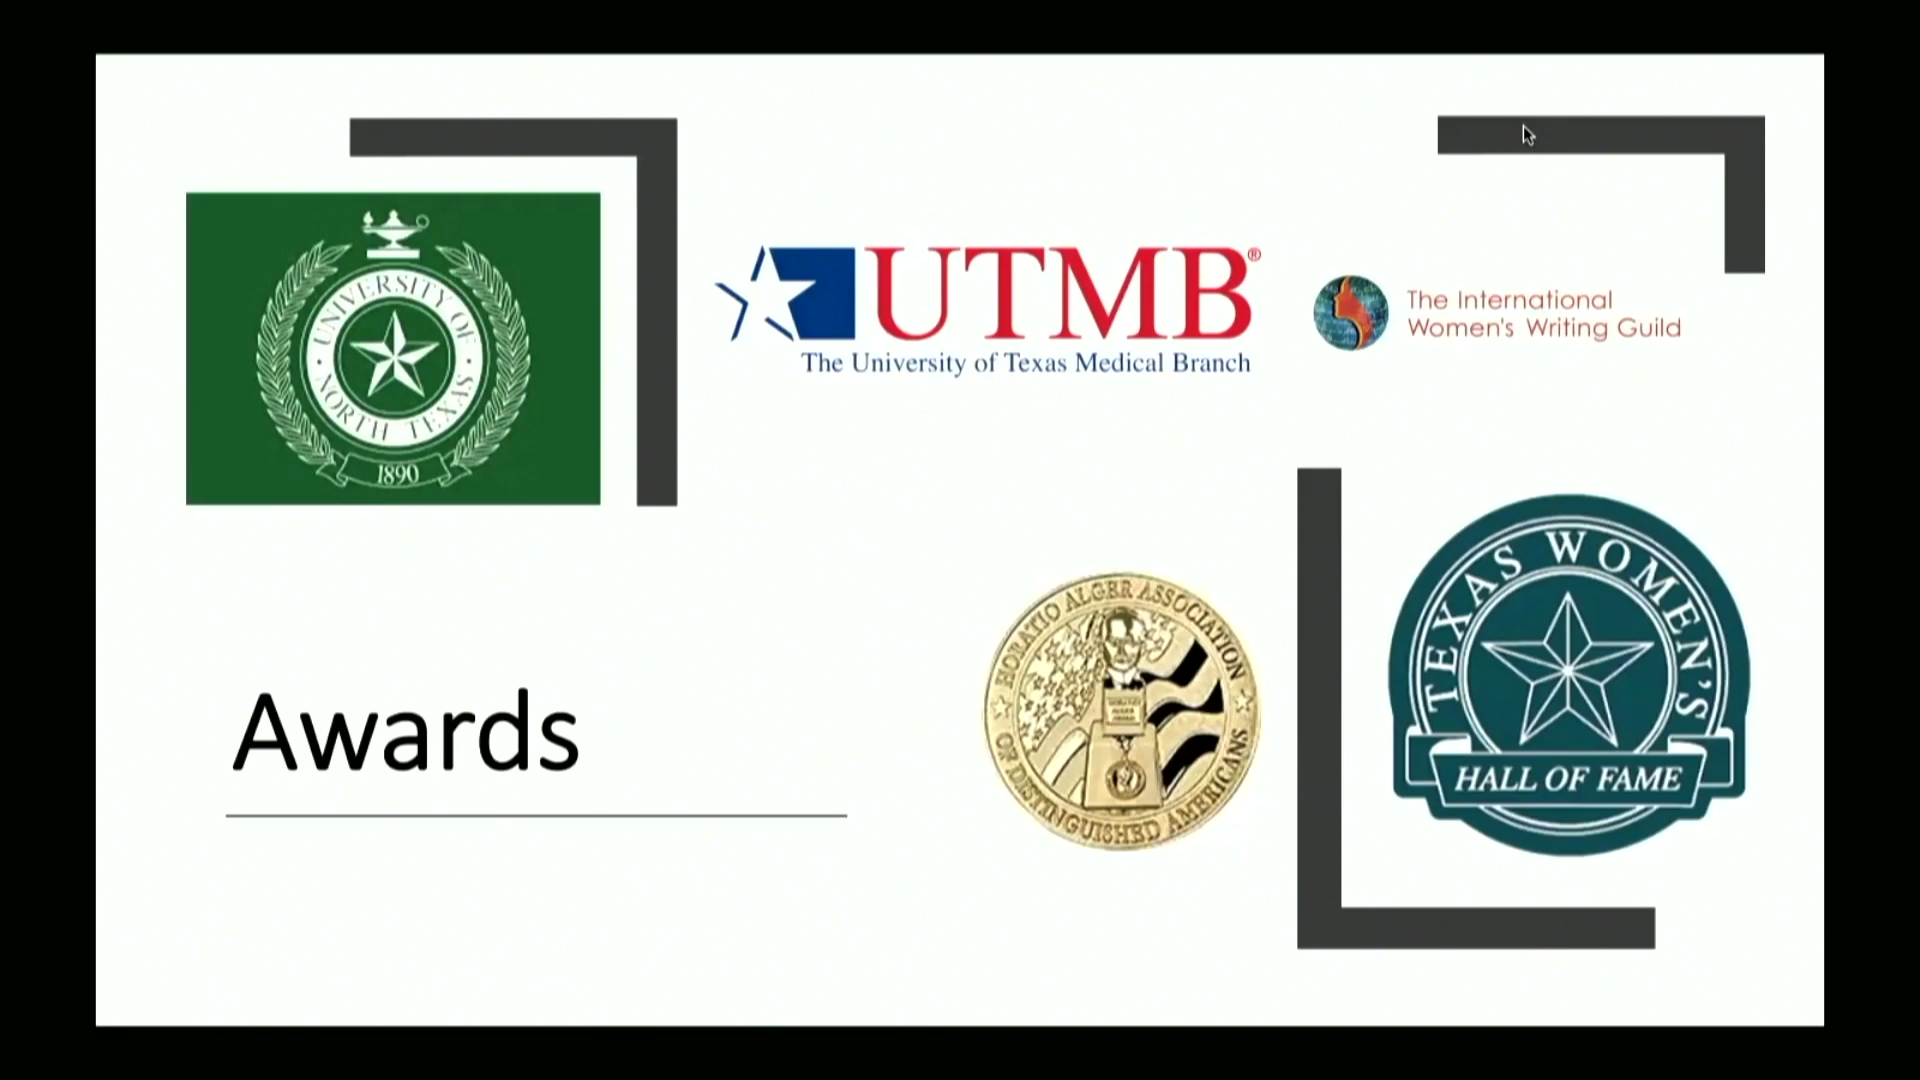 UNIVERSITY OF
NORTH TEXAS
1890
UTMB®
The University of Texas Medical Branch
The International
Women's Writing Guild
Awards
HORATIO ALGER ASSOCIATION
OF DISTINGUISHED AMERICANS
TEXAS WOMEN'S
HALL OF FAME